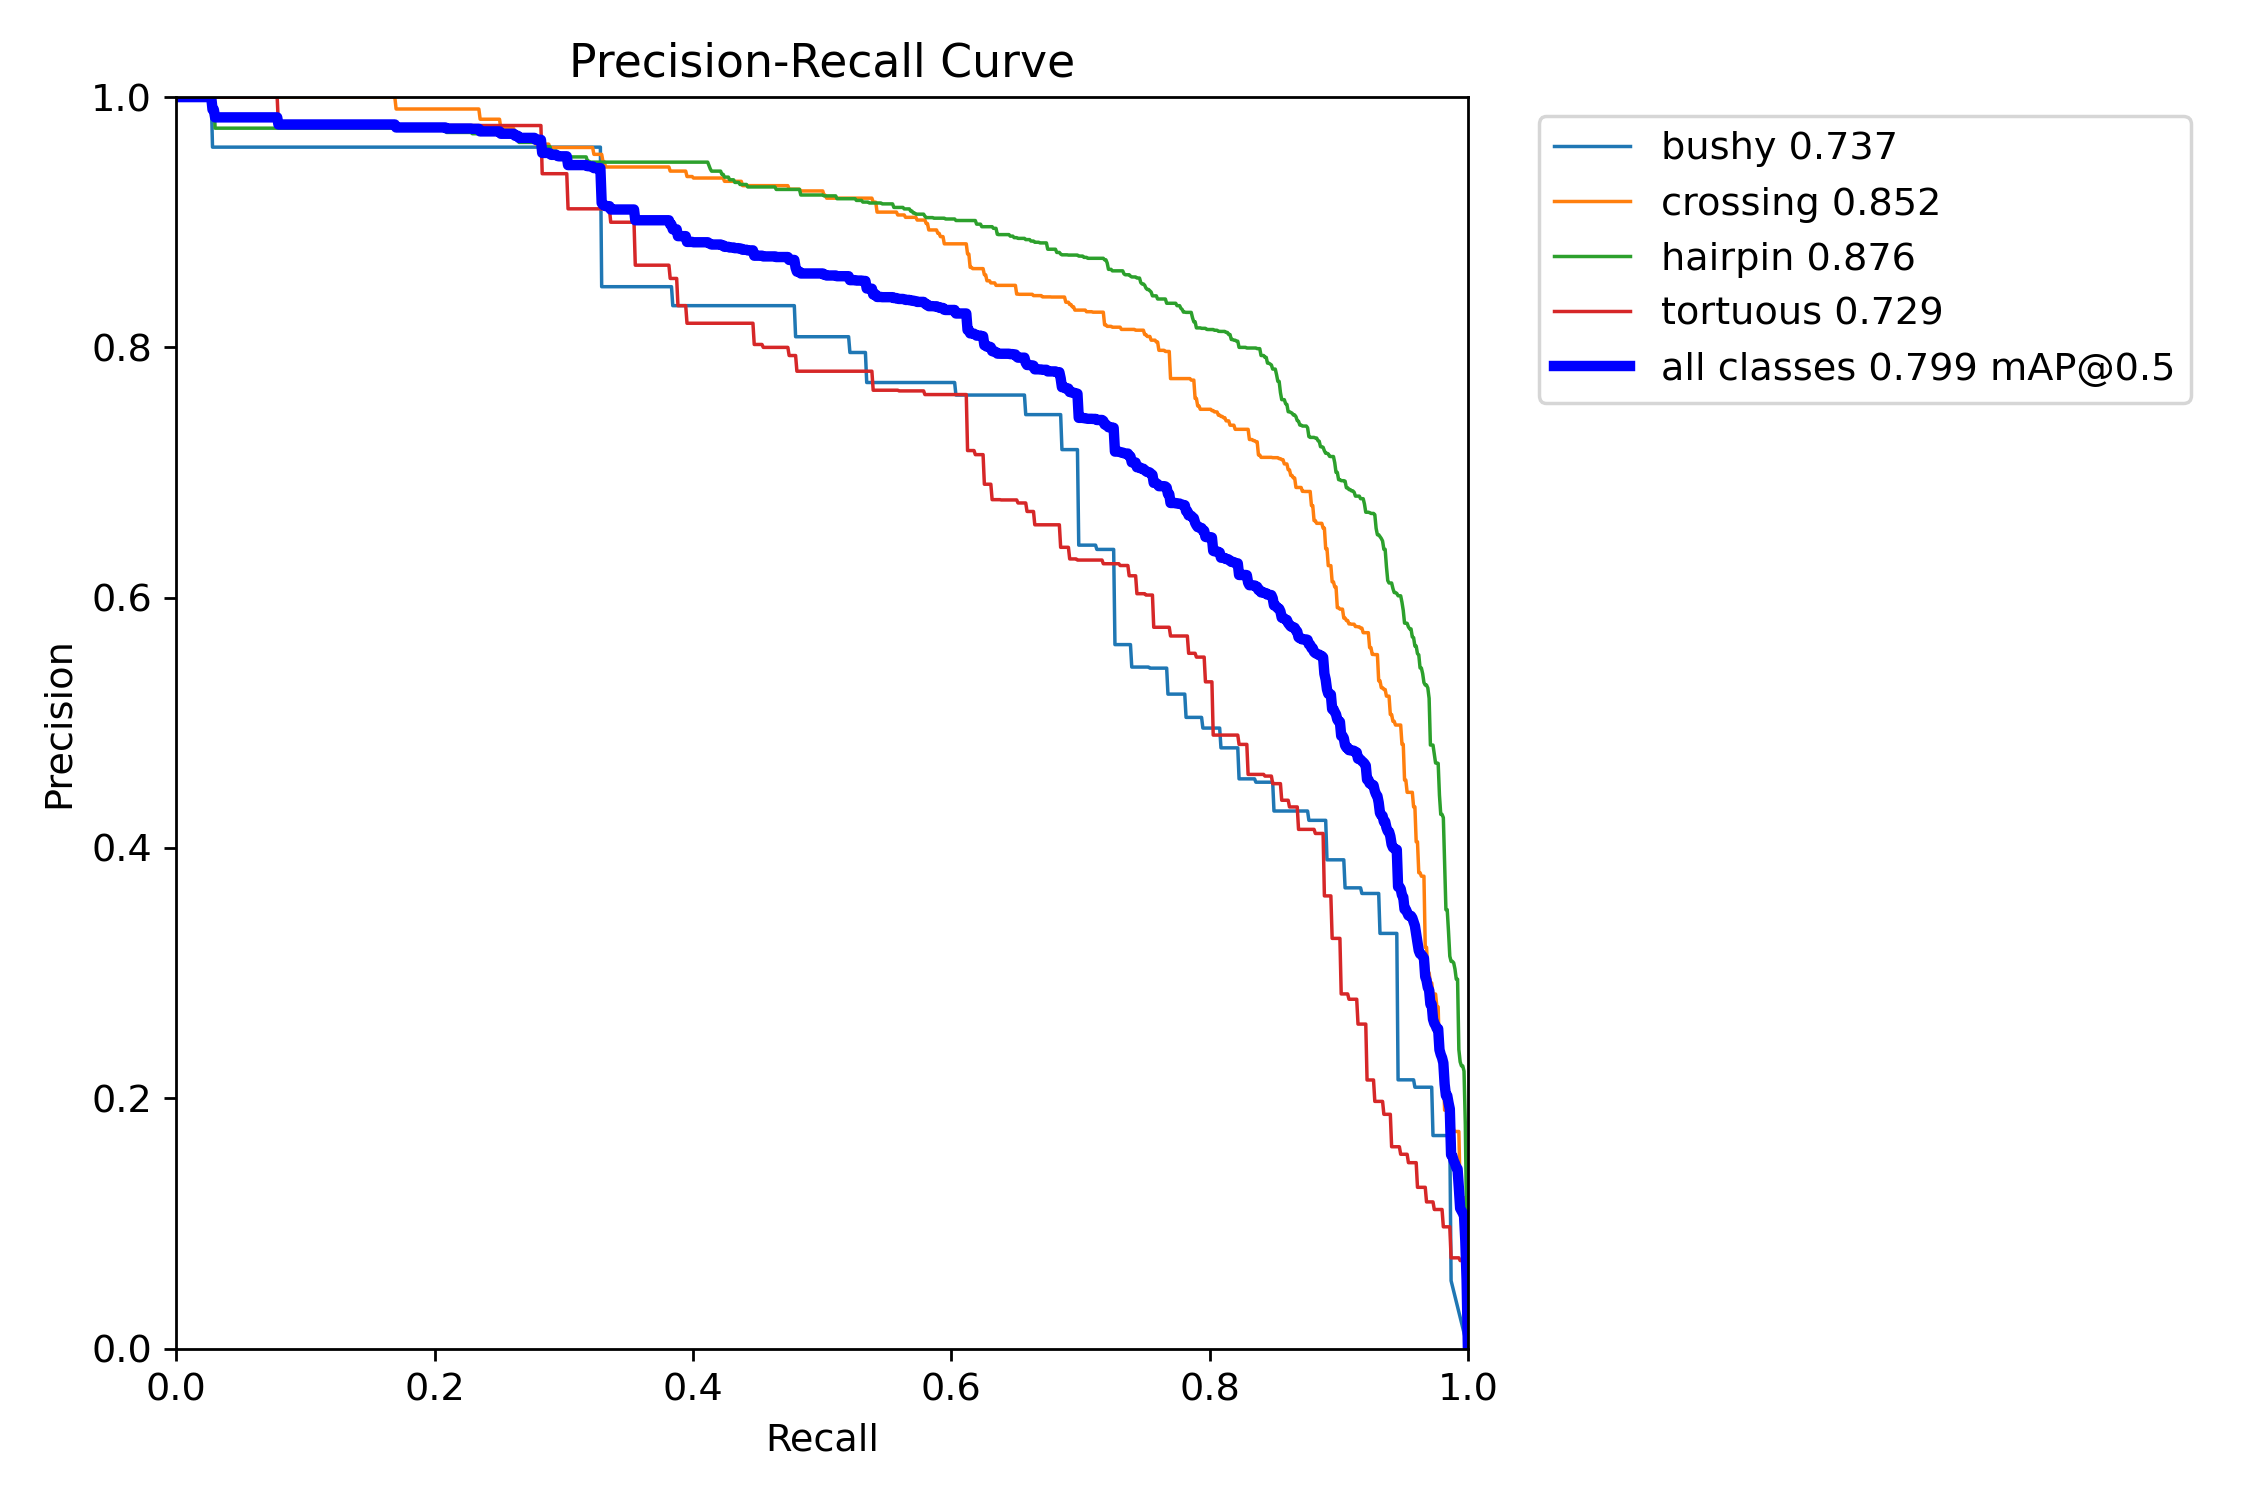 Precision-Recall Curve
1.0
0.8
0.6
0.4
0.2
0.0
Precision
0.0 0.2 0.4 0.6 0.8 1.0
Recall
bushy 0.737
crossing 0.852
hairpin 0.876
tortuous 0.729
all classes 0.799 mAP@0.5